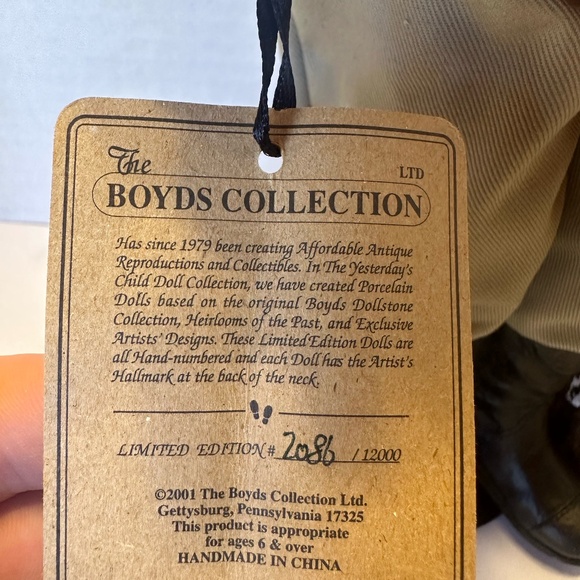 The
LTD
BOYDS COLLECTION
Has since 1979 been creating Affordable Antique
Reproductions and Collectibles. In The Yesterday's
Child Doll Collection, we have created Porcelain
Dolls based on the original Boyds Dollstone
Collection, Heirlooms of the Past, and Exclusive
Artists' Designs. These Limited Edition Dolls are
all Hand-numbered and each Doll has the Artist's
Hallmark at the back of the neck.
LIMITED EDITION # 2086 / 12000
©2001 The Boyds Collection Ltd.
Gettysburg, Pennsylvania 17325
This product is appropriate
for ages 6 & over
HANDMADE IN CHINA